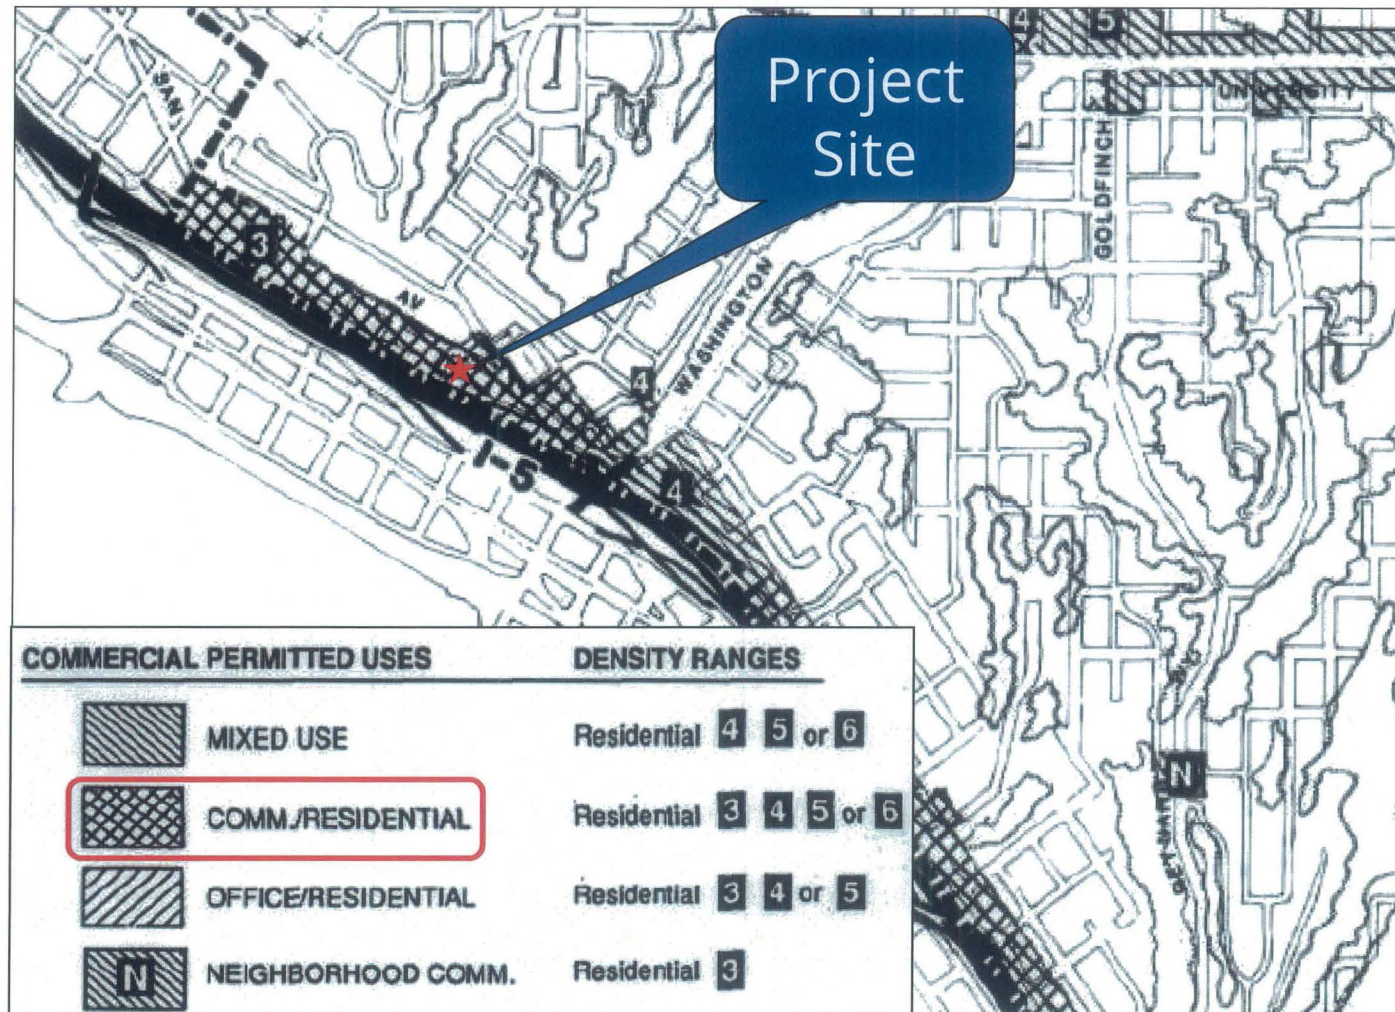 4 5
Project
Site
UNIVERSITY
GOLDFINCH
3
AV
WASHINGTON
4
I-5
4
N
COMMERCIAL PERMITTED USES DENSITY RANGES
MIXED USE Residential 4 5 or 6
COMM./RESIDENTIAL Residential 3 4 5 or 6
OFFICE/RESIDENTIAL Residential 3 4 or 5
N NEIGHBORHOOD COMM. Residential 3